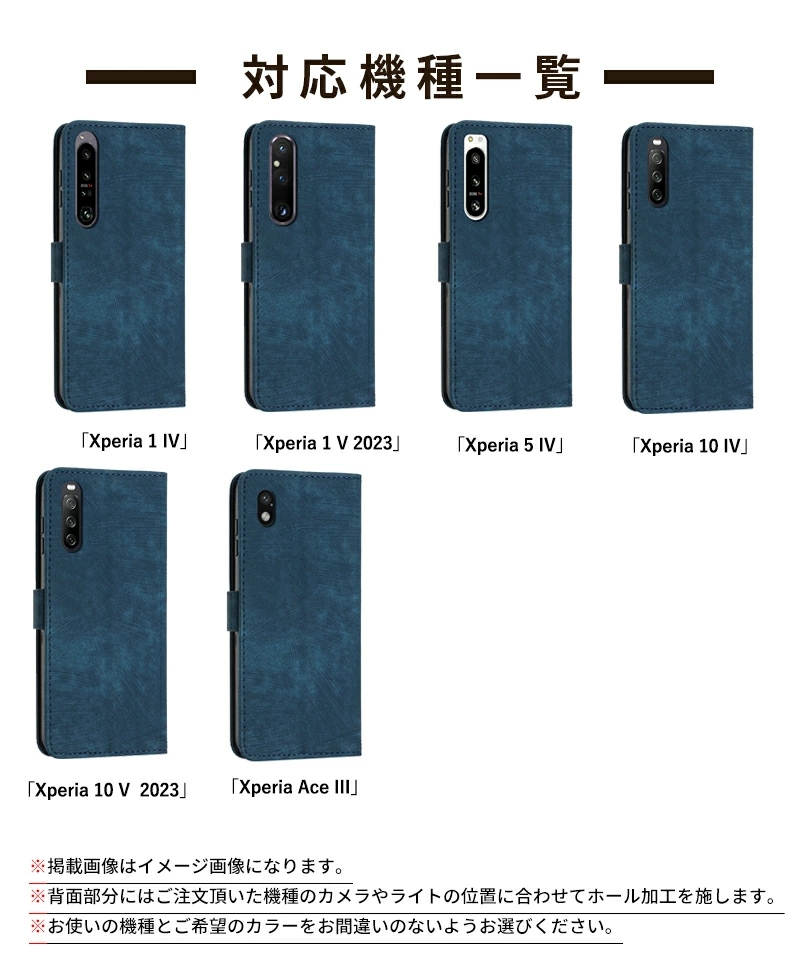 対応機種一覧
「Xperia 1 IV」
「Xperia 1 V 2023」
「Xperia 5 IV」
「Xperia 10 IV」
「Xperia 10 V 2023」
「Xperia Ace III」
※掲載画像はイメージ画像になります。
※背面部分にはご注文頂いた機種のカメラやライトの位置に合わせてホール加工を施します。
※お使いの機種とご希望のカラーをお間違いのないようお選びください。